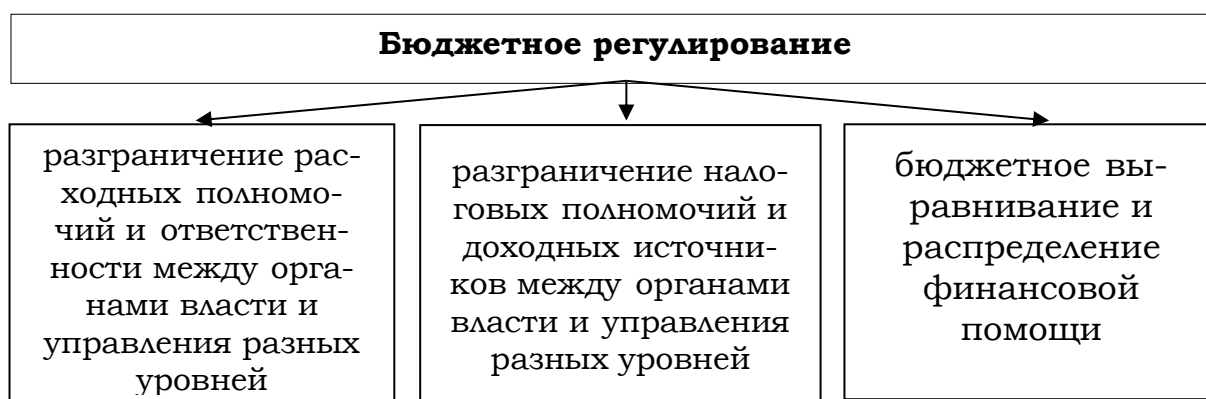 Бюджетное регулирование
разграничение рас-
ходных полномо-
чий и ответствен-
ности между орга-
нами власти и
управления разных
уровней
разграничение нало-
говых полномочий и
доходных источни-
ков между органами
власти и управления
разных уровней
бюджетное вы-
равнивание и
распределение
финансовой
помощи